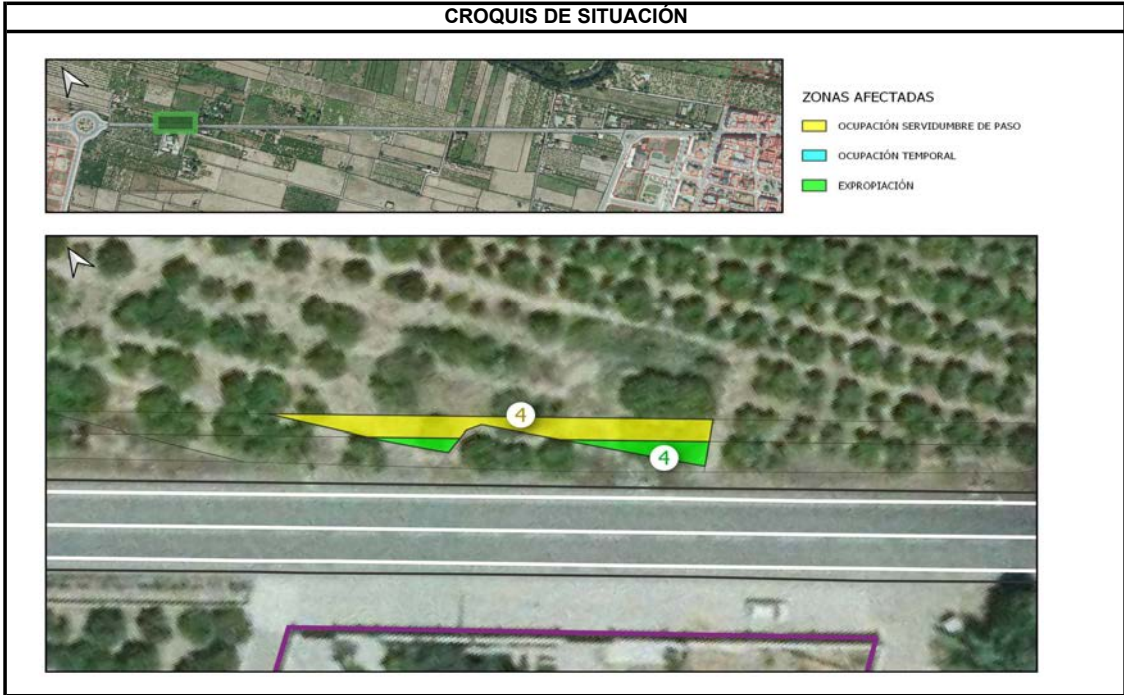 CROQUIS DE SITUACIÓN
ZONAS AFECTADAS
OCUPACIÓN SERVIDUMBRE DE PASO
OCUPACIÓN TEMPORAL
EXPROPIACIÓN
4
4